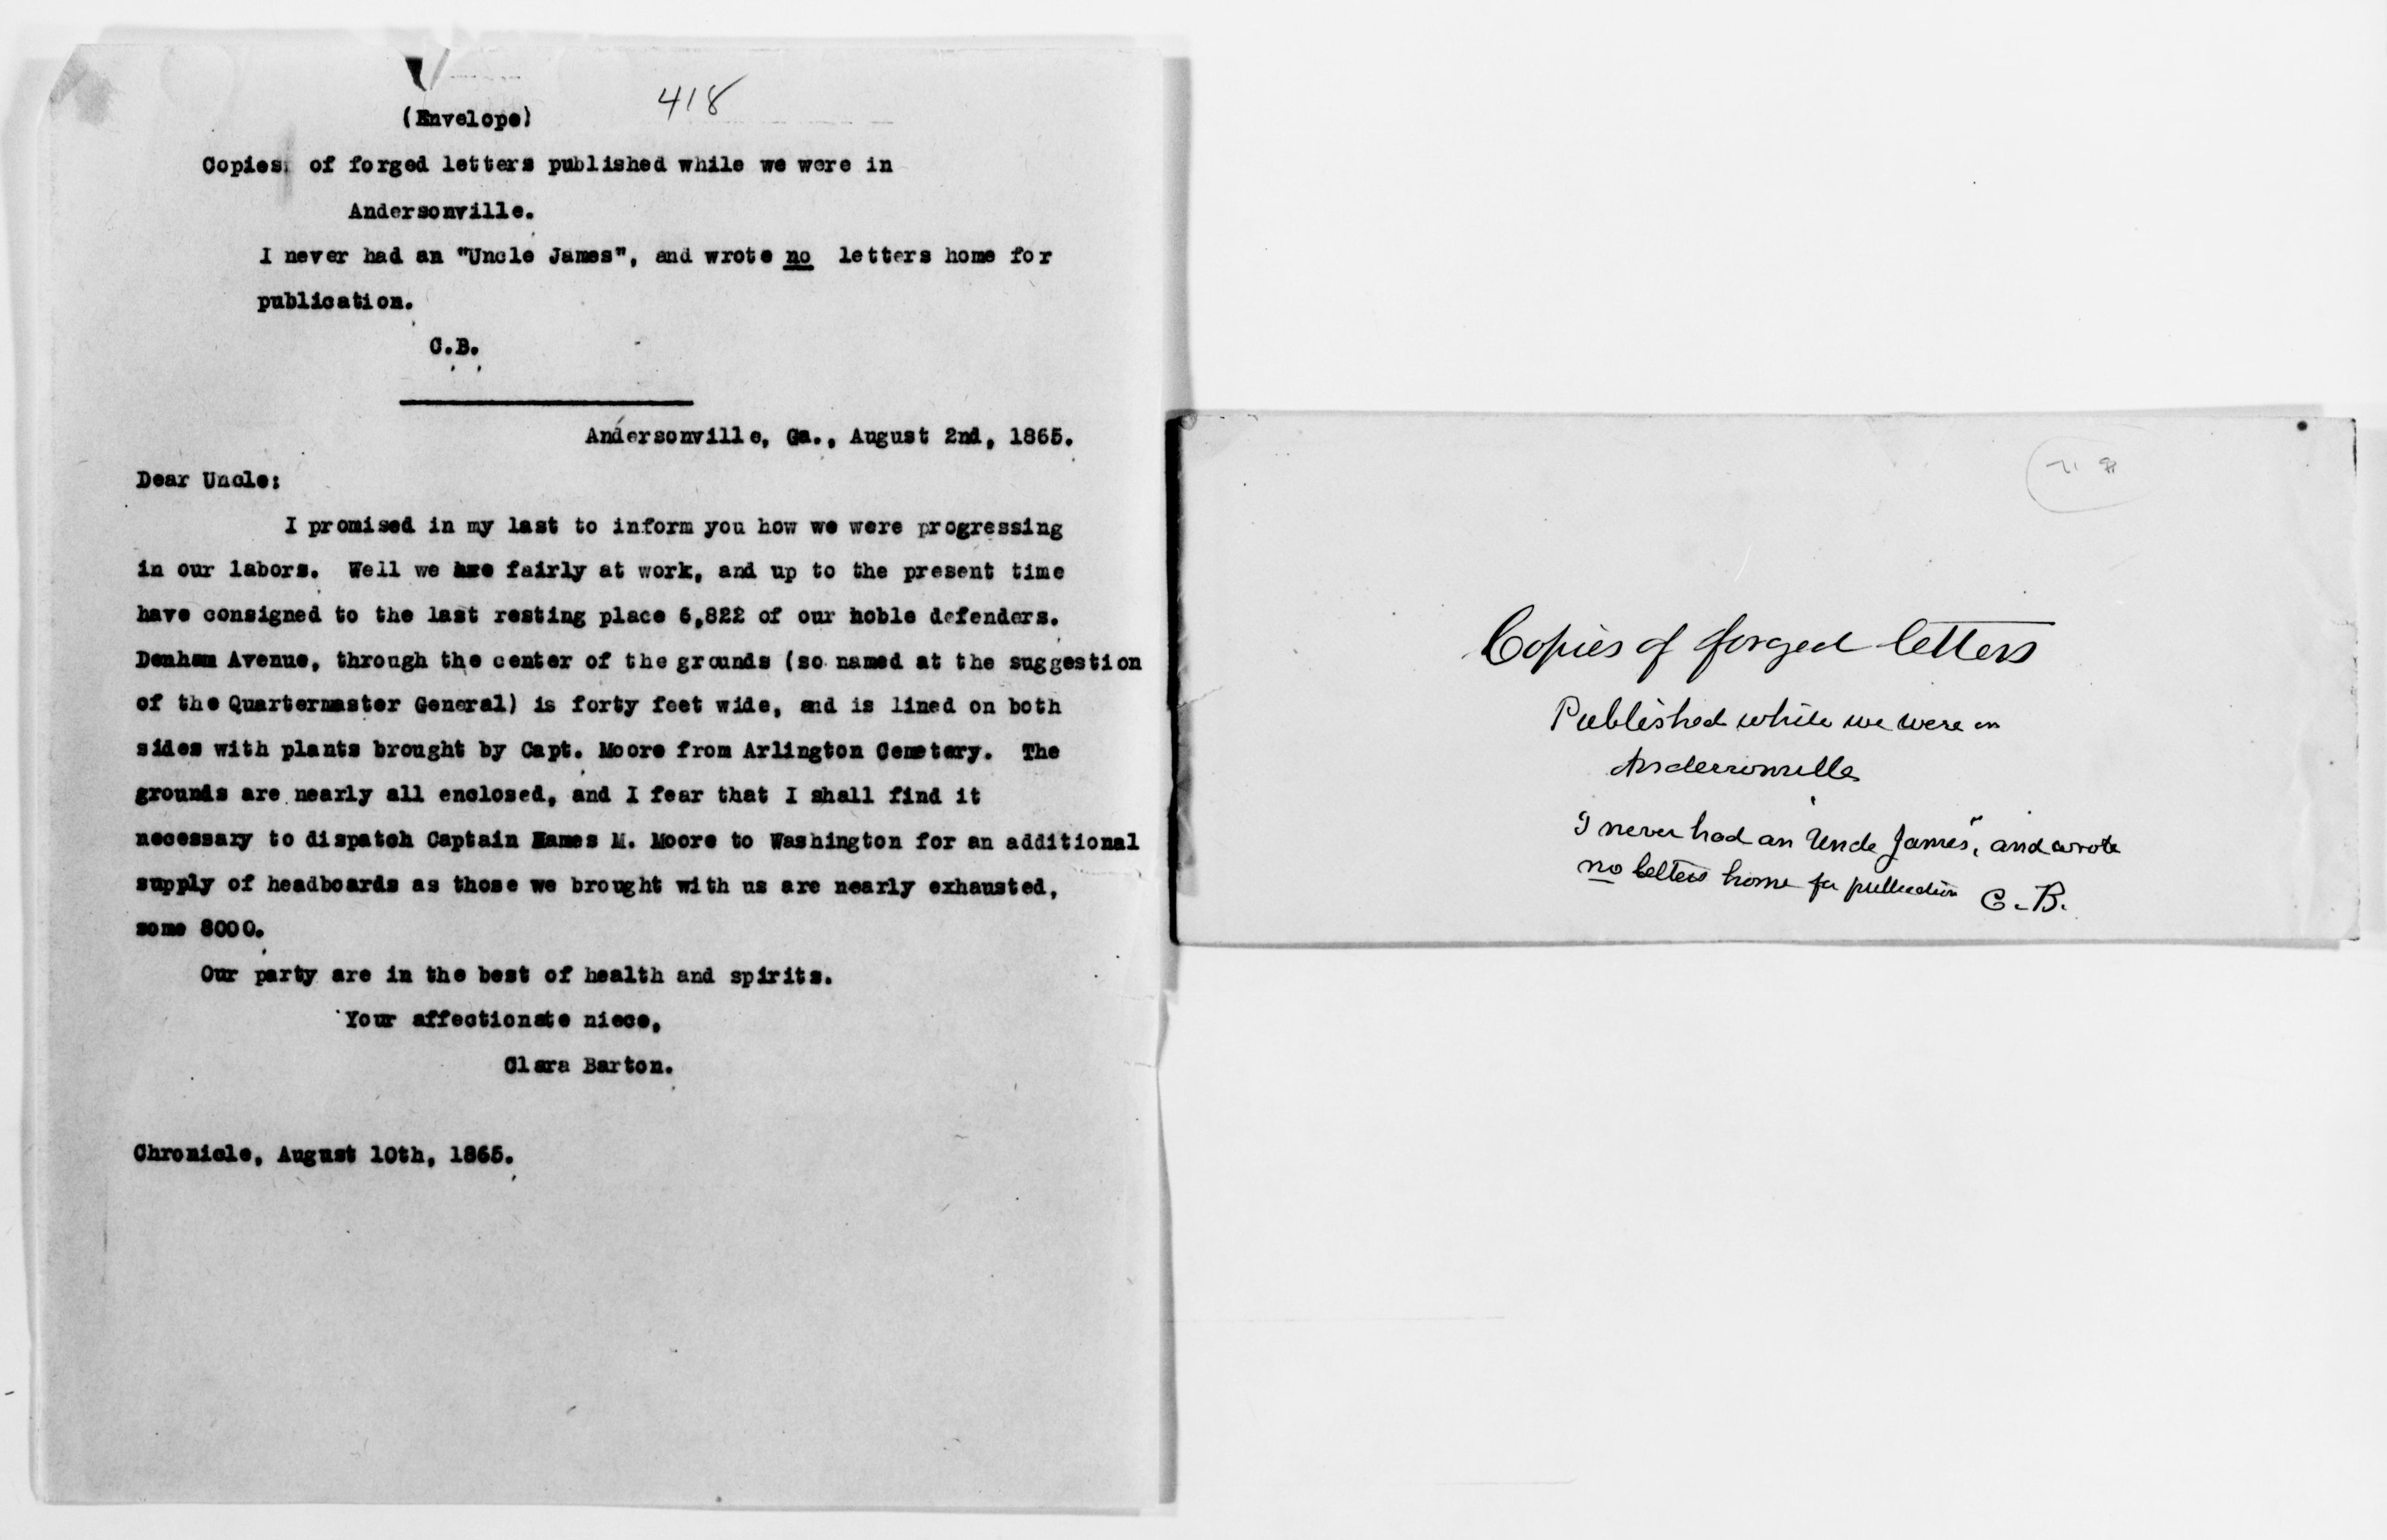 418
(Envelope)
Copies of forged letters published while we were in
Andersonville.
I never had an "Uncle James", and wrote no letters home for
publication.
C.B.
Andersonville, Ga., August 2nd, 1865.
Dear Uncle:
I promised in my last to inform you how we were progressing
in our labors. Well we are fairly at work, and up to the present time
have consigned to the last resting place 6,822 of our noble defenders.
Denham Avenue, through the center of the grounds (so named at the suggestion
of the Quartermaster General) is forty feet wide, and is lined on both
sides with plants brought by Capt. Moore from Arlington Cemetery. The
grounds are nearly all enclosed, and I fear that I shall find it
necessary to dispatch Captain James M. Moore to Washington for an additional
supply of headboards as those we brought with us are nearly exhausted,
some 8000.
Our party are in the best of health and spirits.
Your affectionate niece,
Clara Barton.
Chronicle, August 10th, 1865.
Copies of forged letters
Published while we were in
Andersonville
I never had an "Uncle James", and wrote
no letters home for publication C.B.